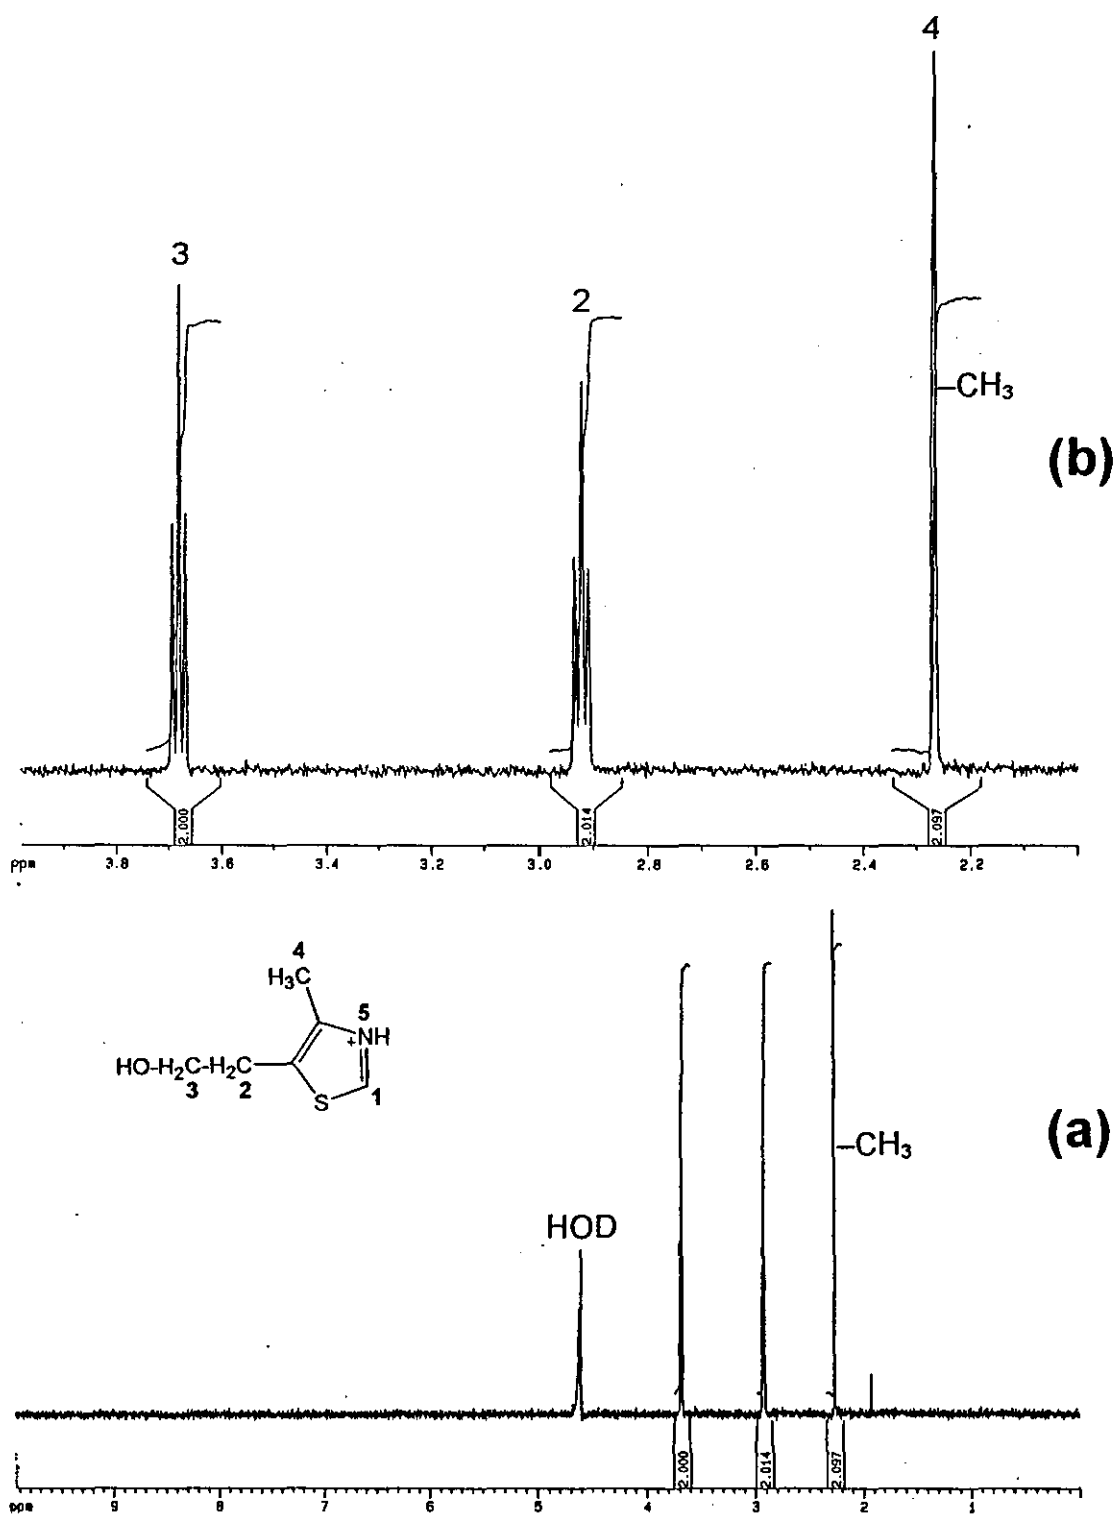 4
3
2
–CH3
(b)
2.000
2.014
2.097
ppm 3.8 3.6 3.4 3.2 3.0 2.8 2.6 2.4 2.2
4
H3C
5
+NH
HO-H2C-H2C
3 2
S
1
(a)
–CH3
HOD
2.000
2.014
2.097
ppm 9 8 7 6 5 4 3 2 1